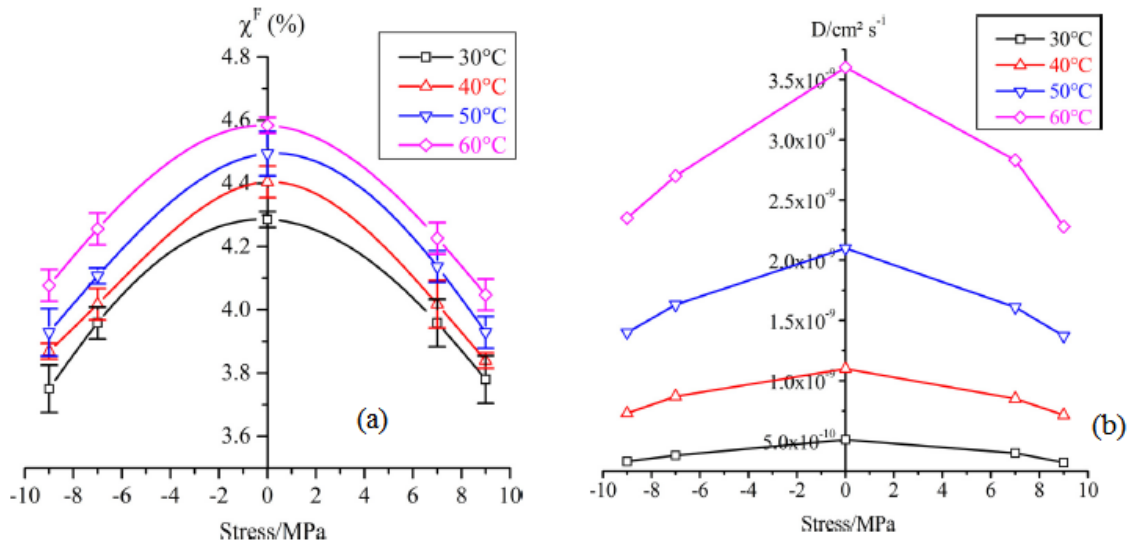 χᶠ (%)
4.8
4.6
4.4
4.2
4.0
3.8
3.6
-10 -8 -6 -4 -2 0 2 4 6 8 10
Stress/MPa
30°C
40°C
50°C
60°C
(a)
D/cm² s⁻ⁱ
3.5x10⁻⁹
3.0x10⁻⁹
2.5x10⁻⁹
2.0x10⁻⁹
1.5x10⁻⁹
1.0x10⁻⁹
5.0x10⁻¹⁰
-10 -8 -6 -4 -2 0 2 4 6 8 10
Stress/MPa
30°C
40°C
50°C
60°C
(b)